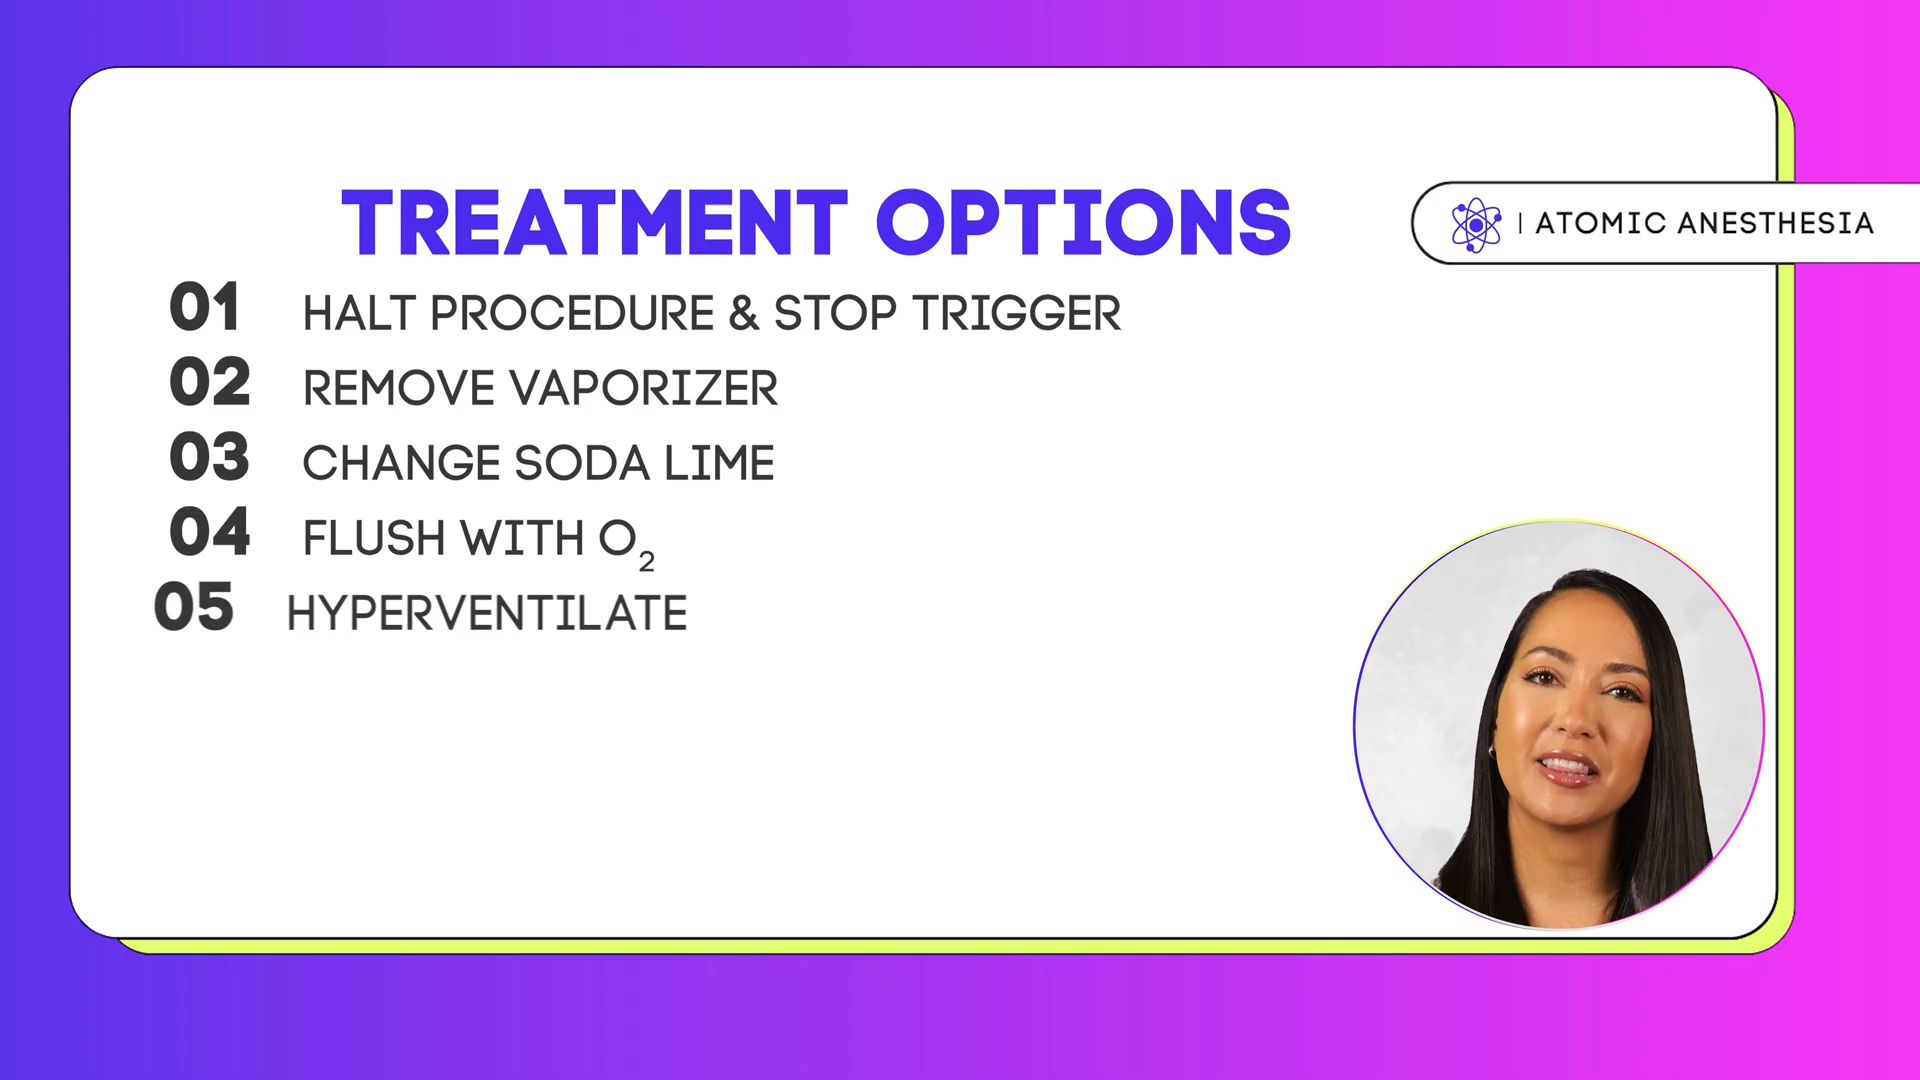 TREATMENT OPTIONS
| ATOMIC ANESTHESIA
01 HALT PROCEDURE & STOP TRIGGER
02 REMOVE VAPORIZER
03 CHANGE SODA LIME
04 FLUSH WITH O₂
05 HYPERVENTILATE